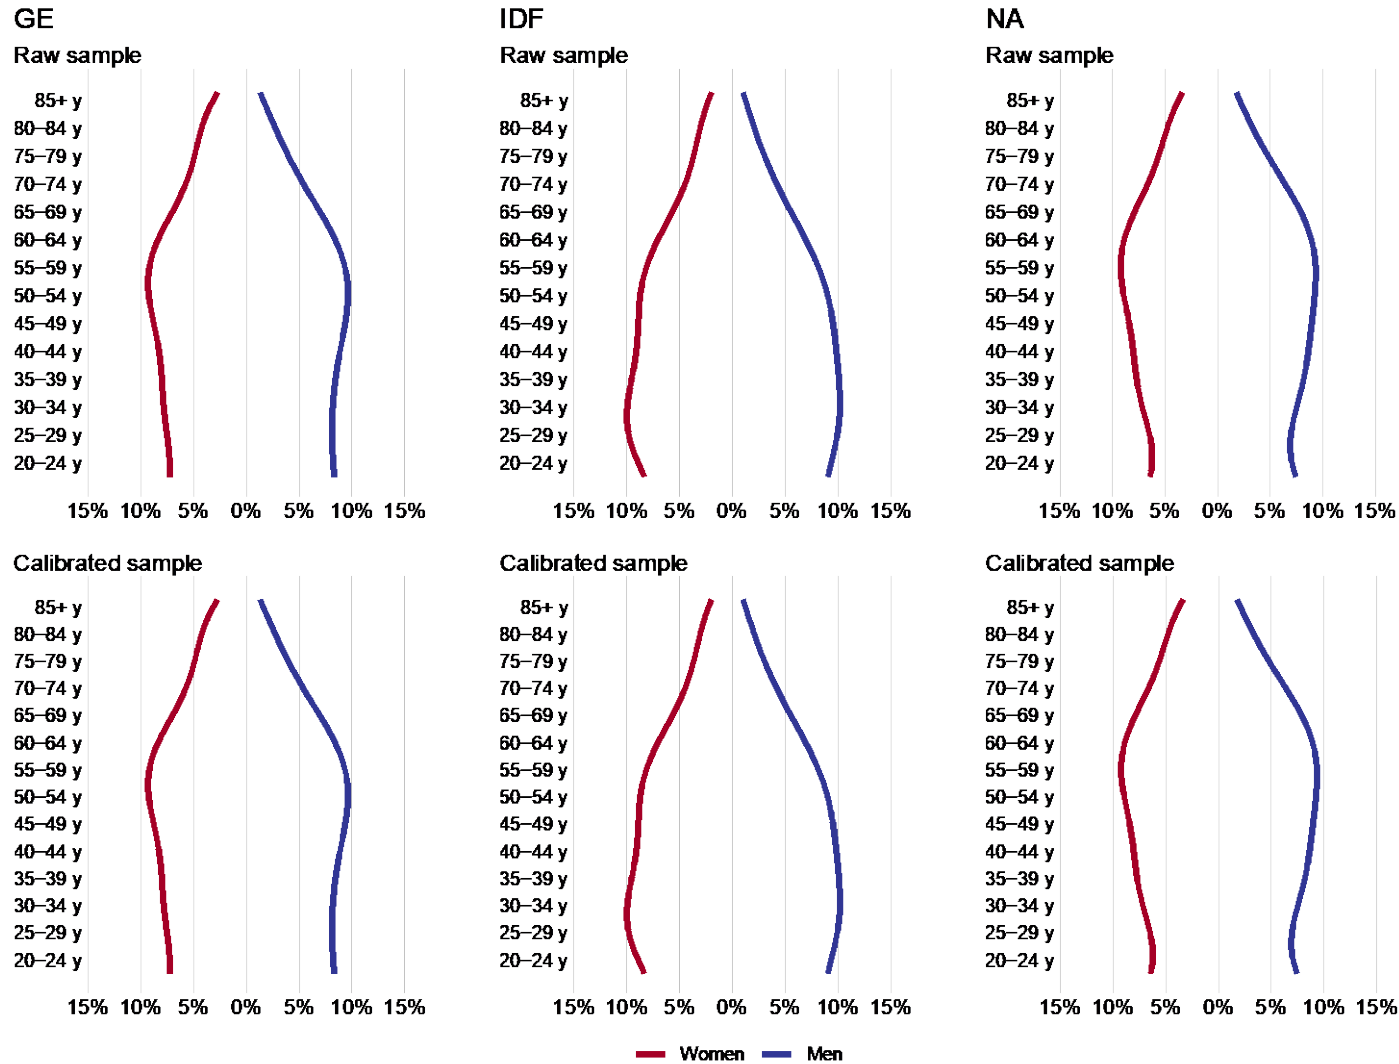 GE
Raw sample
85+ y
80–84 y
75–79 y
70–74 y
65–69 y
60–64 y
55–59 y
50–54 y
45–49 y
40–44 y
35–39 y
30–34 y
25–29 y
20–24 y
15% 10% 5% 0% 5% 10% 15%
IDF
Raw sample
85+ y
80–84 y
75–79 y
70–74 y
65–69 y
60–64 y
55–59 y
50–54 y
45–49 y
40–44 y
35–39 y
30–34 y
25–29 y
20–24 y
15% 10% 5% 0% 5% 10% 15%
NA
Raw sample
85+ y
80–84 y
75–79 y
70–74 y
65–69 y
60–64 y
55–59 y
50–54 y
45–49 y
40–44 y
35–39 y
30–34 y
25–29 y
20–24 y
15% 10% 5% 0% 5% 10% 15%
Calibrated sample
85+ y
80–84 y
75–79 y
70–74 y
65–69 y
60–64 y
55–59 y
50–54 y
45–49 y
40–44 y
35–39 y
30–34 y
25–29 y
20–24 y
15% 10% 5% 0% 5% 10% 15%
Calibrated sample
85+ y
80–84 y
75–79 y
70–74 y
65–69 y
60–64 y
55–59 y
50–54 y
45–49 y
40–44 y
35–39 y
30–34 y
25–29 y
20–24 y
15% 10% 5% 0% 5% 10% 15%
Calibrated sample
85+ y
80–84 y
75–79 y
70–74 y
65–69 y
60–64 y
55–59 y
50–54 y
45–49 y
40–44 y
35–39 y
30–34 y
25–29 y
20–24 y
15% 10% 5% 0% 5% 10% 15%
Women Men